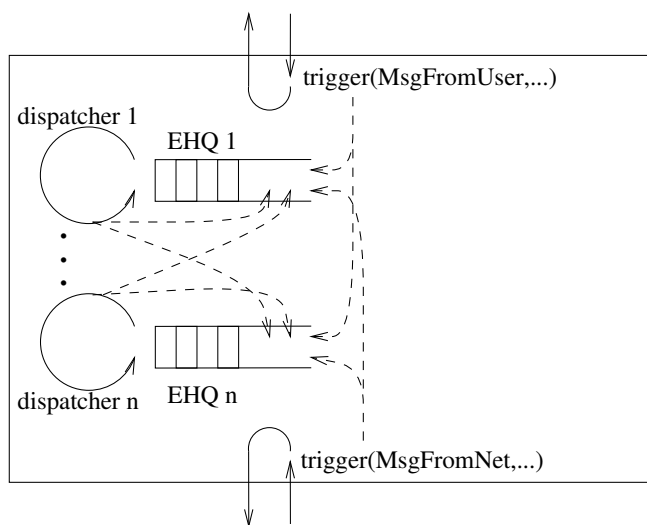 trigger(MsgFromUser,...)
dispatcher 1
EHQ 1
dispatcher n
EHQ n
trigger(MsgFromNet,...)